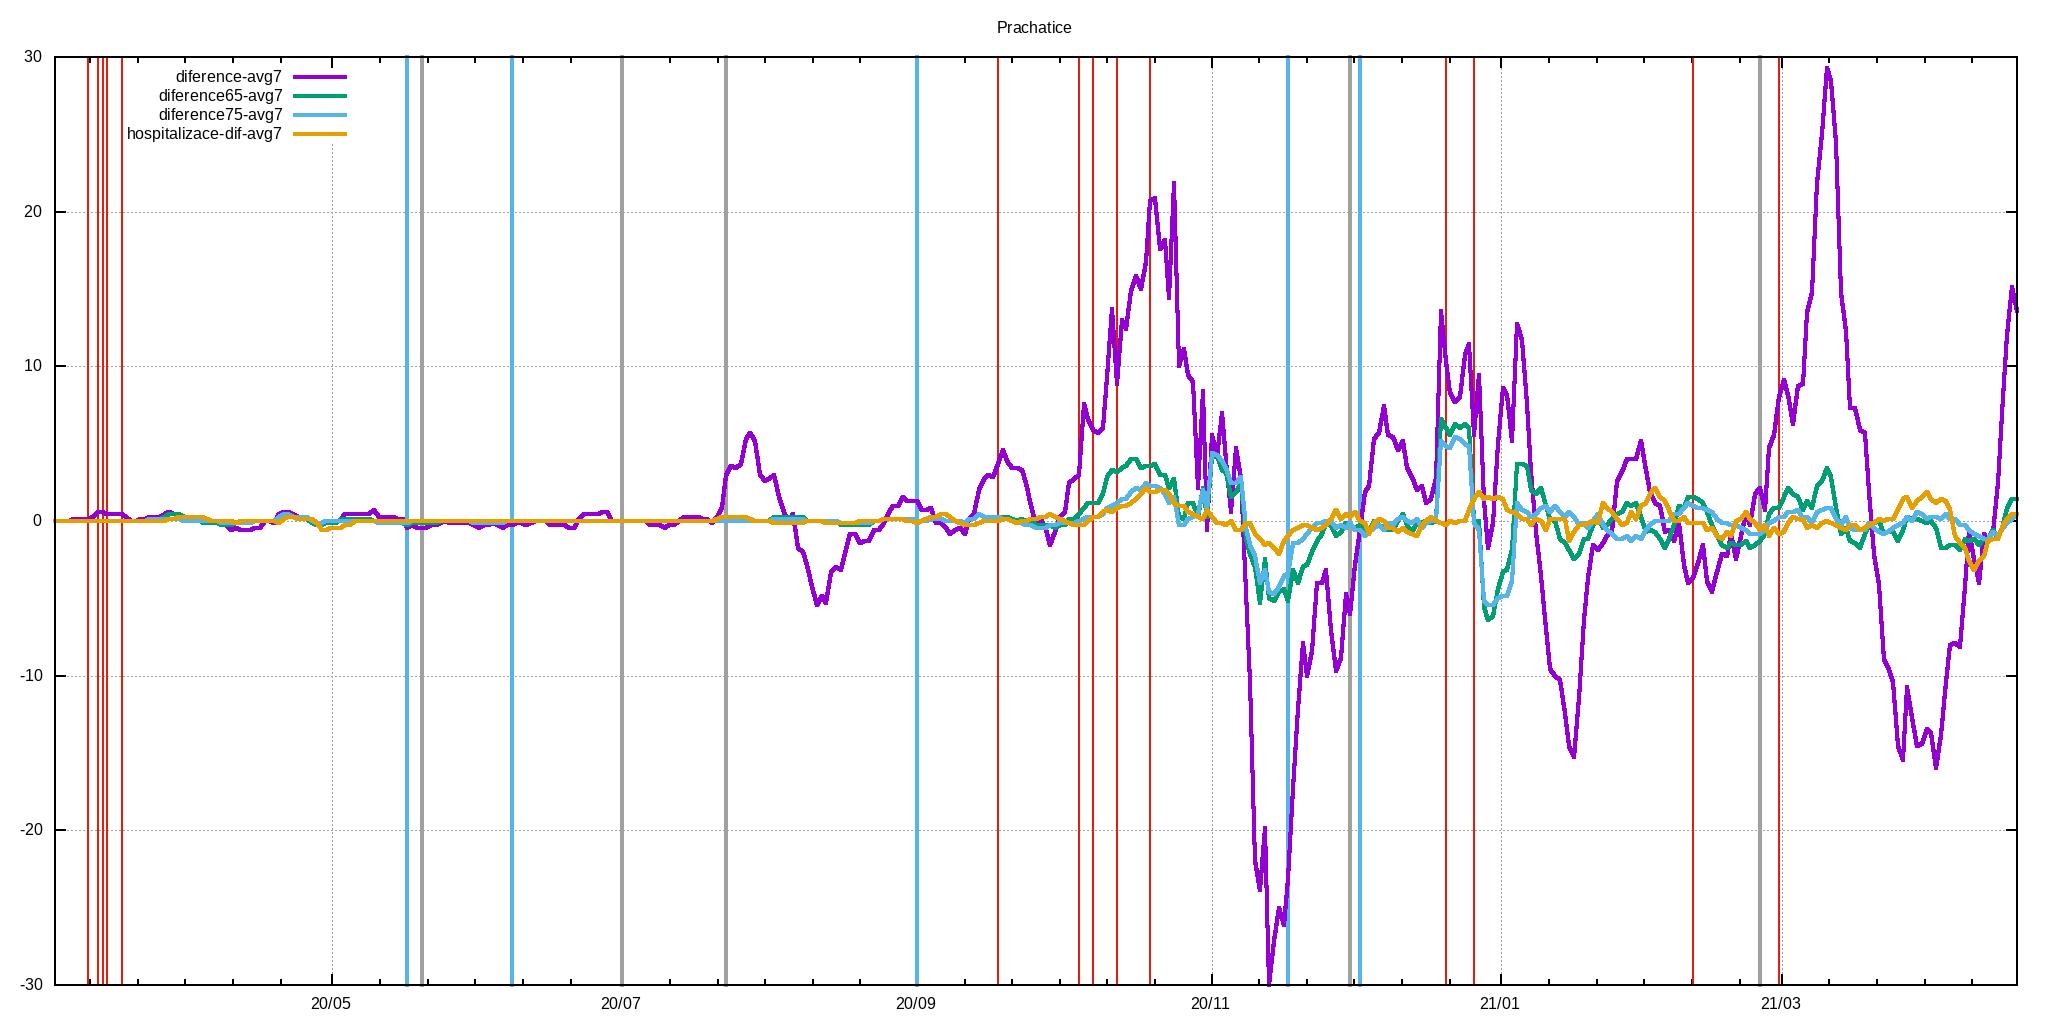 Prachatice
30
diference-avg7
diference65-avg7
diference75-avg7
hospitalizace-dif-avg7
20
10
0
-10
-20
-30
20/05 20/07 20/09 20/11 21/01 21/03